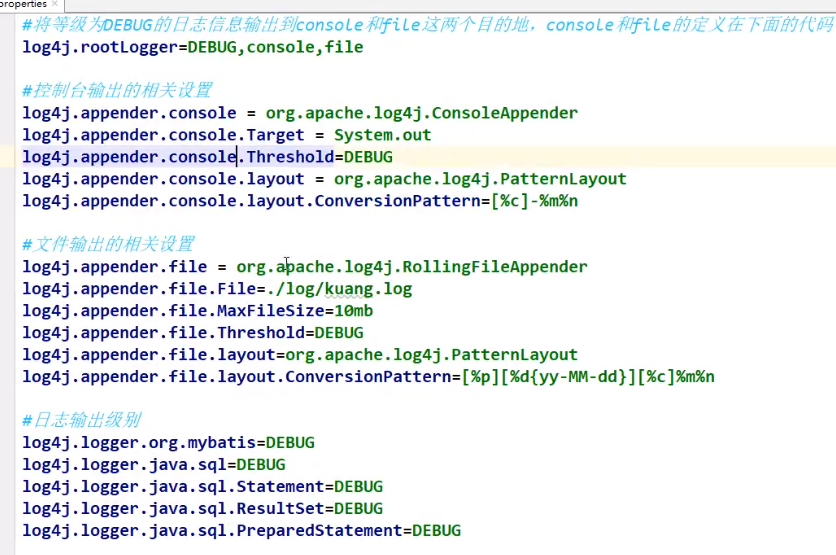 properties
#将等级为DEBUG的日志信息输出到console和file这两个目的地，console和file的定义在下面的代码
log4j.rootLogger=DEBUG,console,file
#控制台输出的相关设置
log4j.appender.console = org.apache.log4j.ConsoleAppender
log4j.appender.console.Target = System.out
log4j.appender.console.Threshold=DEBUG
log4j.appender.console.layout = org.apache.log4j.PatternLayout
log4j.appender.console.layout.ConversionPattern=[%c]-%m%n
#文件输出的相关设置
log4j.appender.file = org.apache.log4j.RollingFileAppender
log4j.appender.file.File=./log/kuang.log
log4j.appender.file.MaxFileSize=10mb
log4j.appender.file.Threshold=DEBUG
log4j.appender.file.layout=org.apache.log4j.PatternLayout
log4j.appender.file.layout.ConversionPattern=[%p][%d{yy-MM-dd}][%c]%m%n
#日志输出级别
log4j.logger.org.mybatis=DEBUG
log4j.logger.java.sql=DEBUG
log4j.logger.java.sql.Statement=DEBUG
log4j.logger.java.sql.ResultSet=DEBUG
log4j.logger.java.sql.PreparedStatement=DEBUG